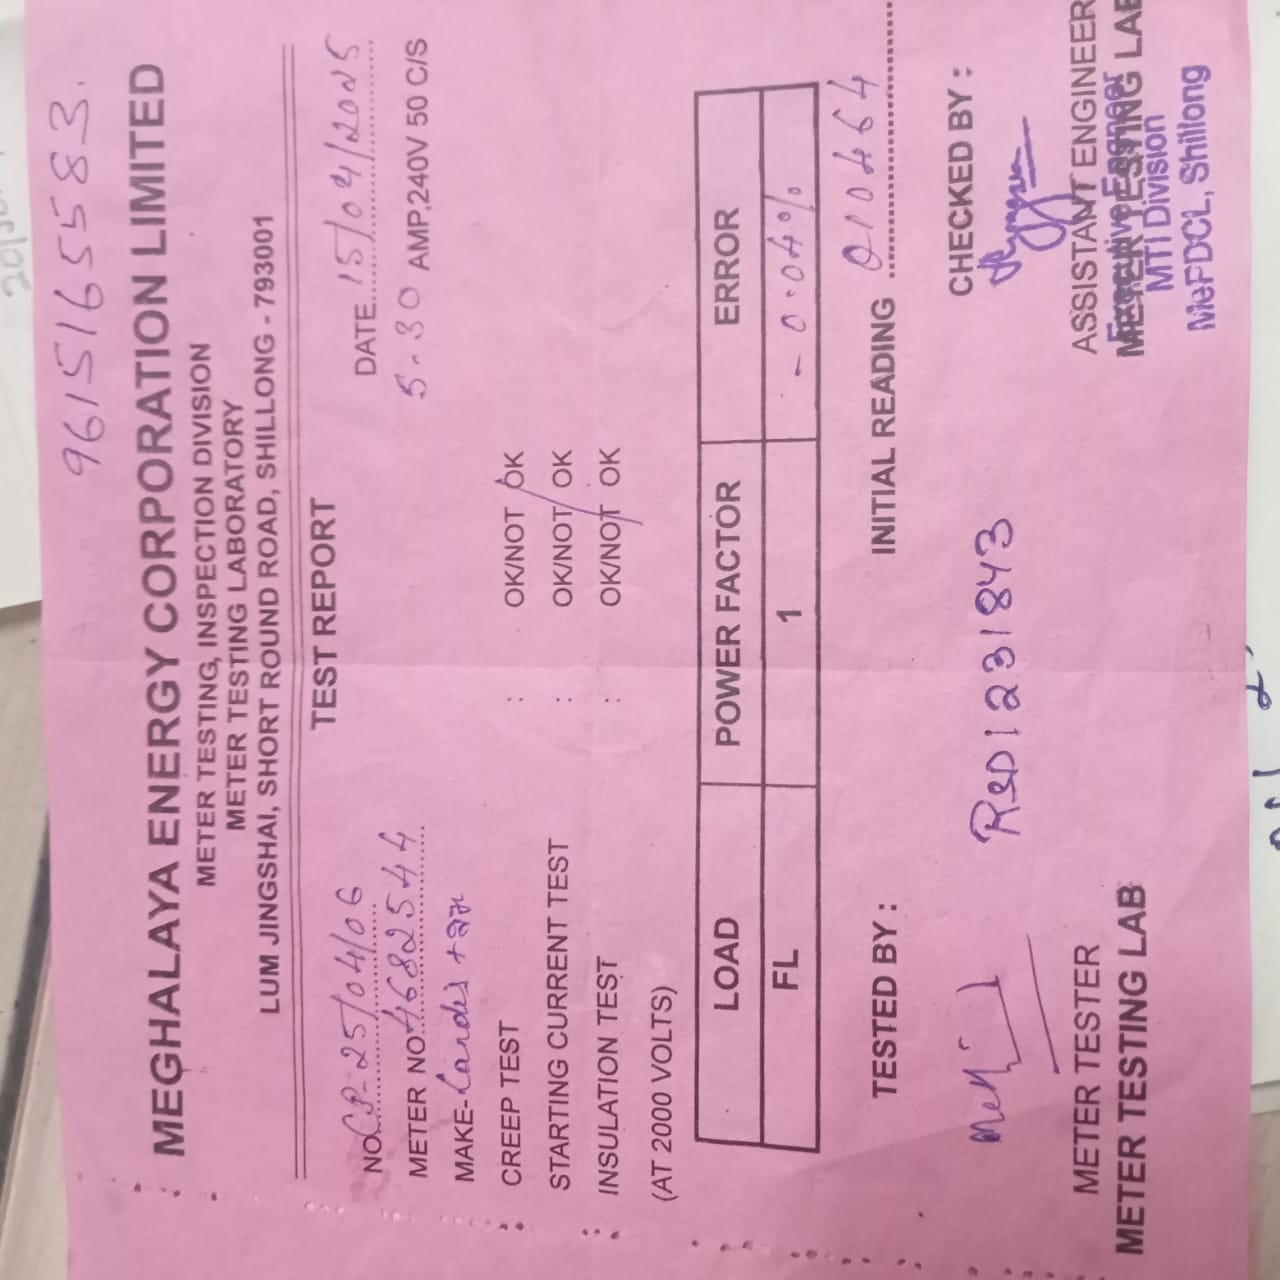 9615165583.
MEGHALAYA ENERGY CORPORATION LIMITED
METER TESTING, INSPECTION DIVISION
METER TESTING LABORATORY
LUM JINGSHAI, SHORT ROUND ROAD, SHILLONG - 793001
TEST REPORT
NO. CP-25/04/06 DATE 15/04/2025
METER NO 4682544 5-30 AMP,240V 50 C/S
MAKE- Landis +
CREEP TEST : OK/NOT OK
STARTING CURRENT TEST : OK/NOT OK
INSULATION TEST : OK/NOT OK
(AT 2000 VOLTS)
LOAD POWER FACTOR ERROR
FL 1 - 0.04%
INITIAL READING 010464
TESTED BY : CHECKED BY :
RSD1231843
METER TESTER ASSISTANT ENGINEER
METER TESTING LAB METER TESTING LAB
Executive Engineer
MTI Division
MePDCL, Shillong